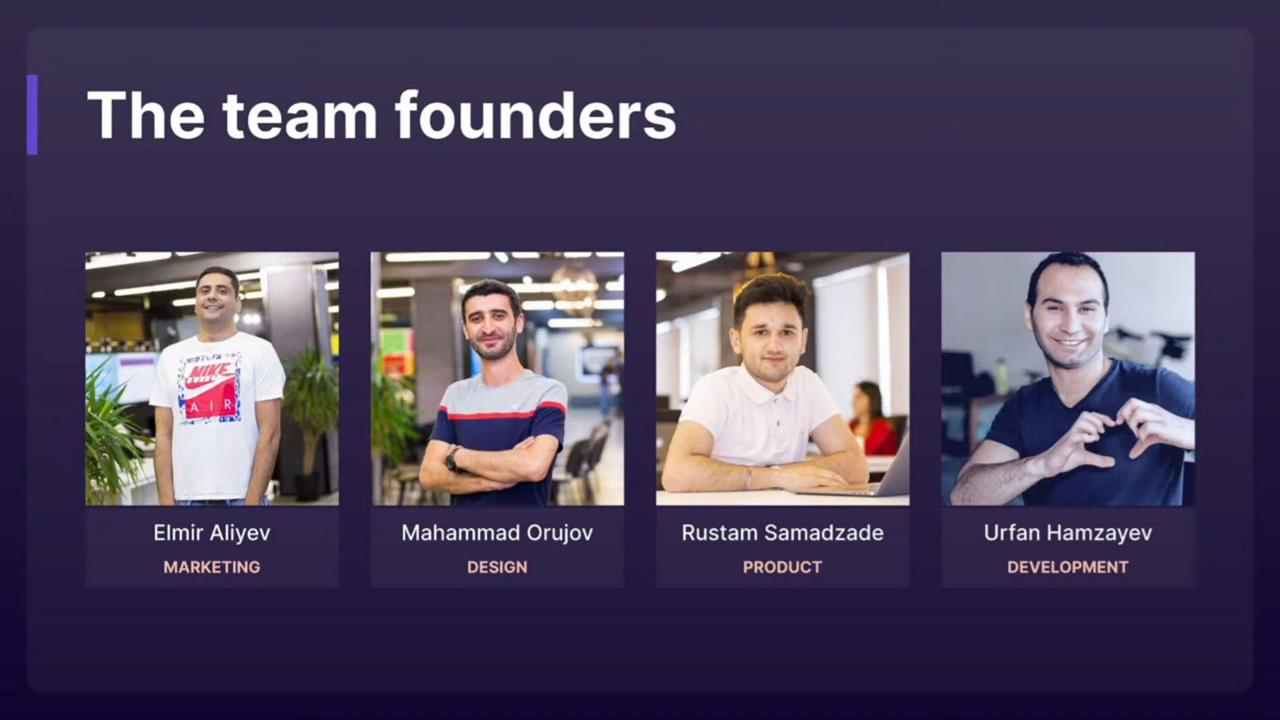 The team founders
NIKE
AIR
Elmir Aliyev
MARKETING
Mahammad Orujov
DESIGN
Rustam Samadzade
PRODUCT
Urfan Hamzayev
DEVELOPMENT